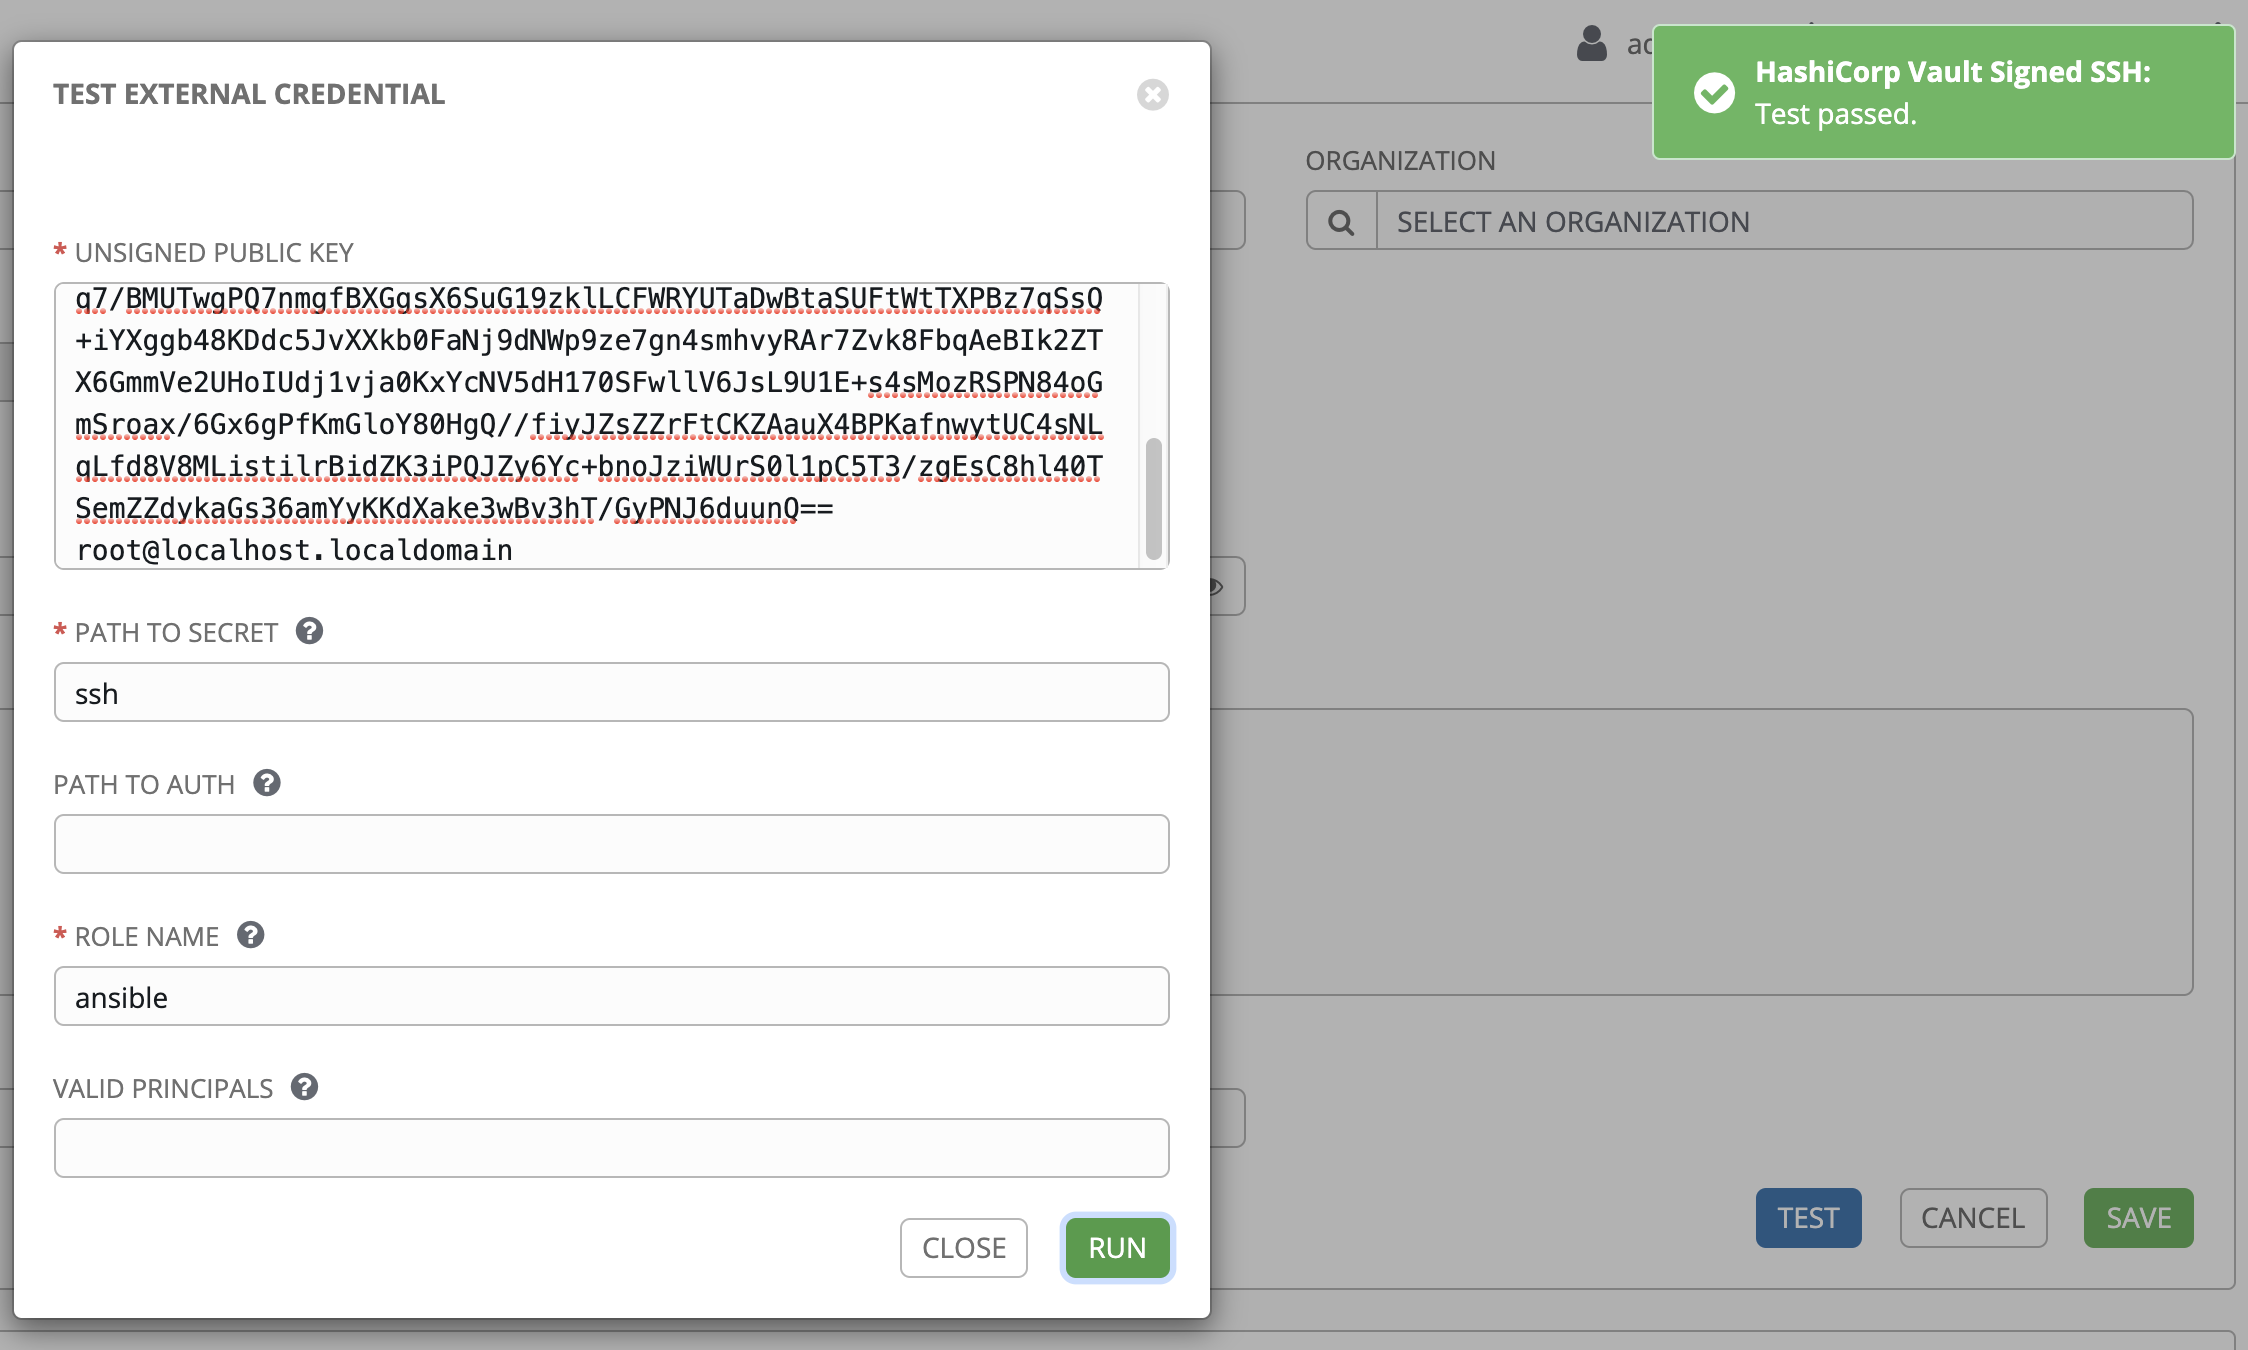 TEST EXTERNAL CREDENTIAL
HashiCorp Vault Signed SSH:
Test passed.
ORGANIZATION
SELECT AN ORGANIZATION
* UNSIGNED PUBLIC KEY
q7/BMUTwgPQ7nmgfBXGgsX6SuG19zklLCFWRYUTaDwBtaSUFtWtTXPBz7qSsQ
+iYXggb48KDdc5JvXXkb0FaNj9dNWp9ze7gn4smhvyRAr7Zvk8FbqAeBIk2ZT
X6GmmVe2UHoIUdj1vja0KxYcNV5dH170SFwllV6JsL9U1E+s4sMozRSPN84oG
mSroax/6Gx6gPfKmGloY80HgQ//fiyJZsZZrFtCKZAauX4BPKafnwytUC4sNL
qLfd8V8MListilrBidZK3iPQJZy6Yc+bnoJziWUrS0l1pC5T3/zgEsC8hl40T
SemZZdykaGs36amYyKKdXake3wBv3hT/GyPNJ6duunQ==
root@localhost.localdomain
* PATH TO SECRET
ssh
PATH TO AUTH
* ROLE NAME
ansible
VALID PRINCIPALS
CLOSE
RUN
TEST
CANCEL
SAVE